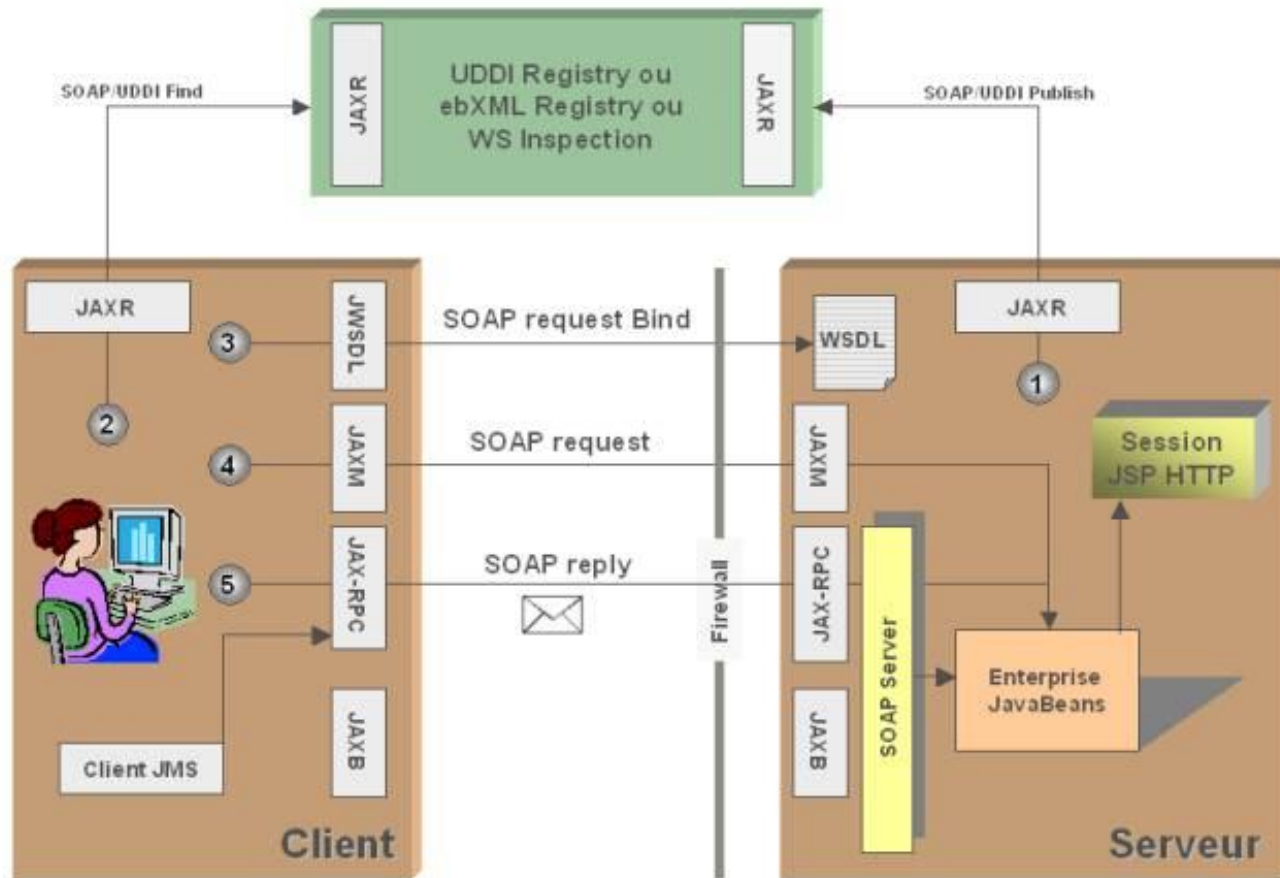 UDDI Registry ou
ebXML Registry ou
WS Inspection
JAXR
JAXR
SOAP/UDDI Find
SOAP/UDDI Publish
JAXR
JWSDL
SOAP request Bind
WSDL
JAXR
3
1
2
JAXM
SOAP request
JAXM
Session
JSP HTTP
4
JAX-RPC
SOAP reply
Firewall
JAX-RPC
5
SOAP Server
Enterprise
JavaBeans
Client JMS
JAXB
JAXB
Client
Serveur